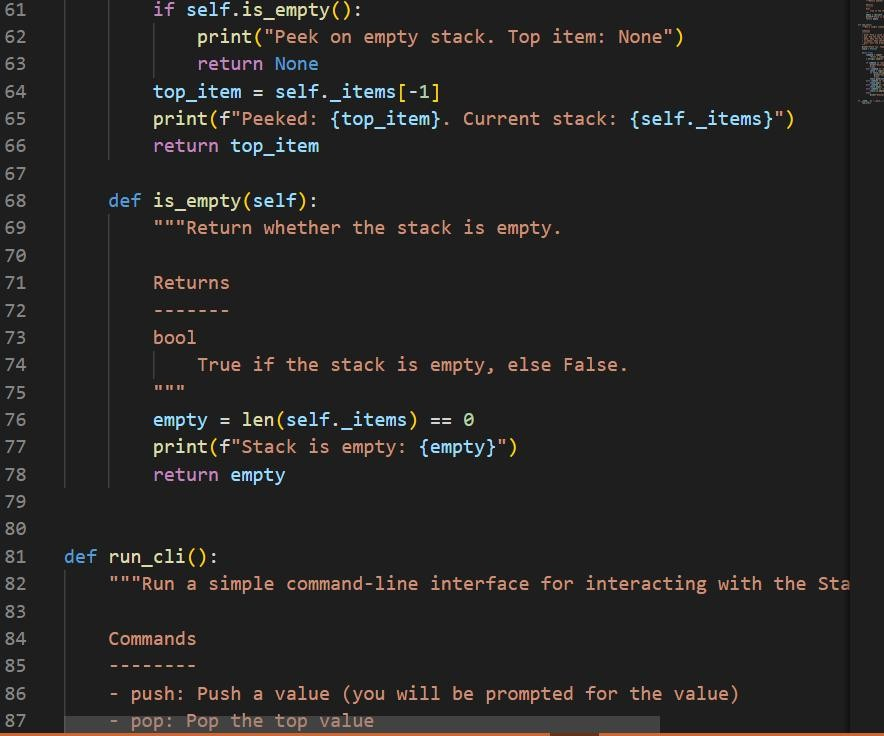 61 if self.is_empty():
62 print("Peek on empty stack. Top item: None")
63 return None
64 top_item = self._items[-1]
65 print(f"Peeked: {top_item}. Current stack: {self._items}")
66 return top_item
67
68 def is_empty(self):
69 """Return whether the stack is empty.
70
71 Returns
72 -------
73 bool
74 True if the stack is empty, else False.
75 """
76 empty = len(self._items) == 0
77 print(f"Stack is empty: {empty}")
78 return empty
79
80
81 def run_cli():
82 """Run a simple command-line interface for interacting with the Sta
83
84 Commands
85 --------
86 - push: Push a value (you will be prompted for the value)
87 - pop: Pop the top value